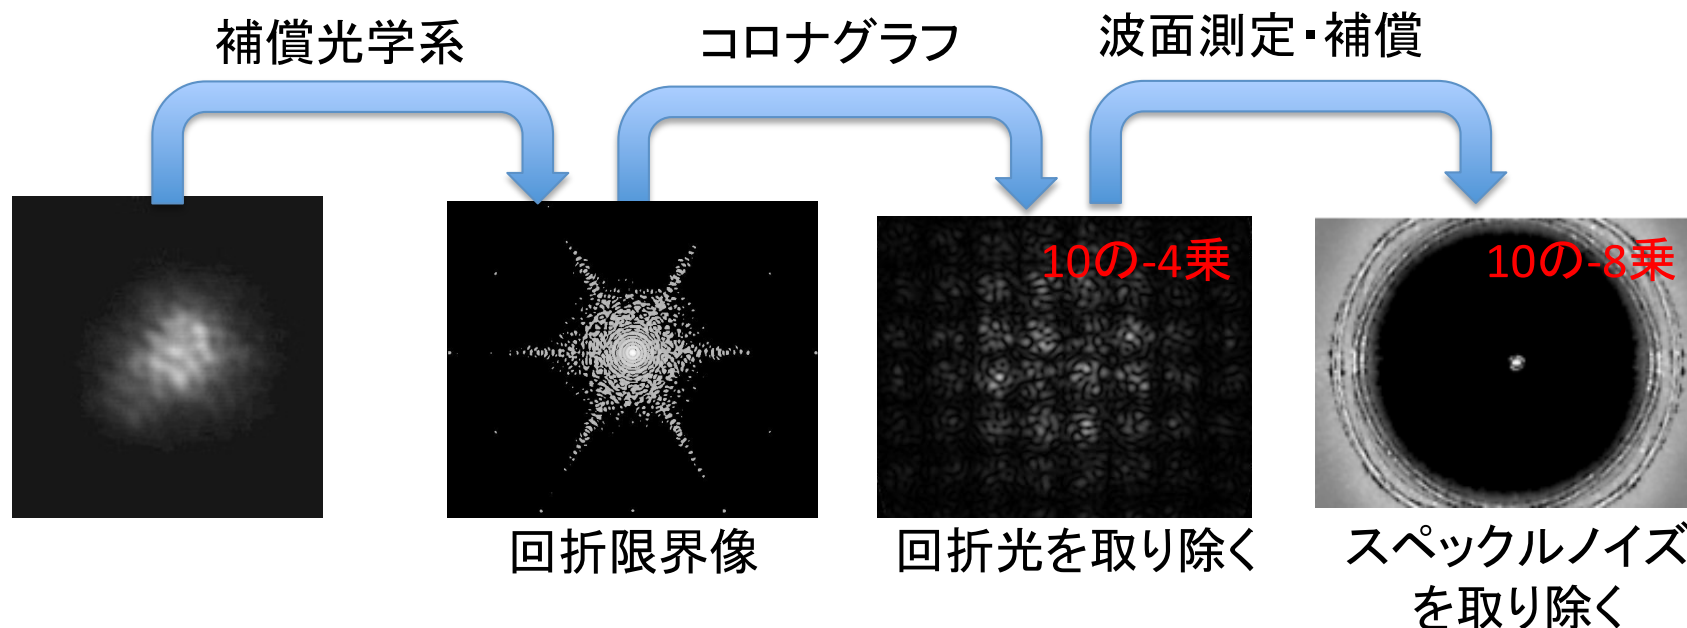 補償光学系
コロナグラフ
波面測定・補償
10の-4乗
10の-8乗
回折限界像
回折光を取り除く
スペックルノイズ
を取り除く